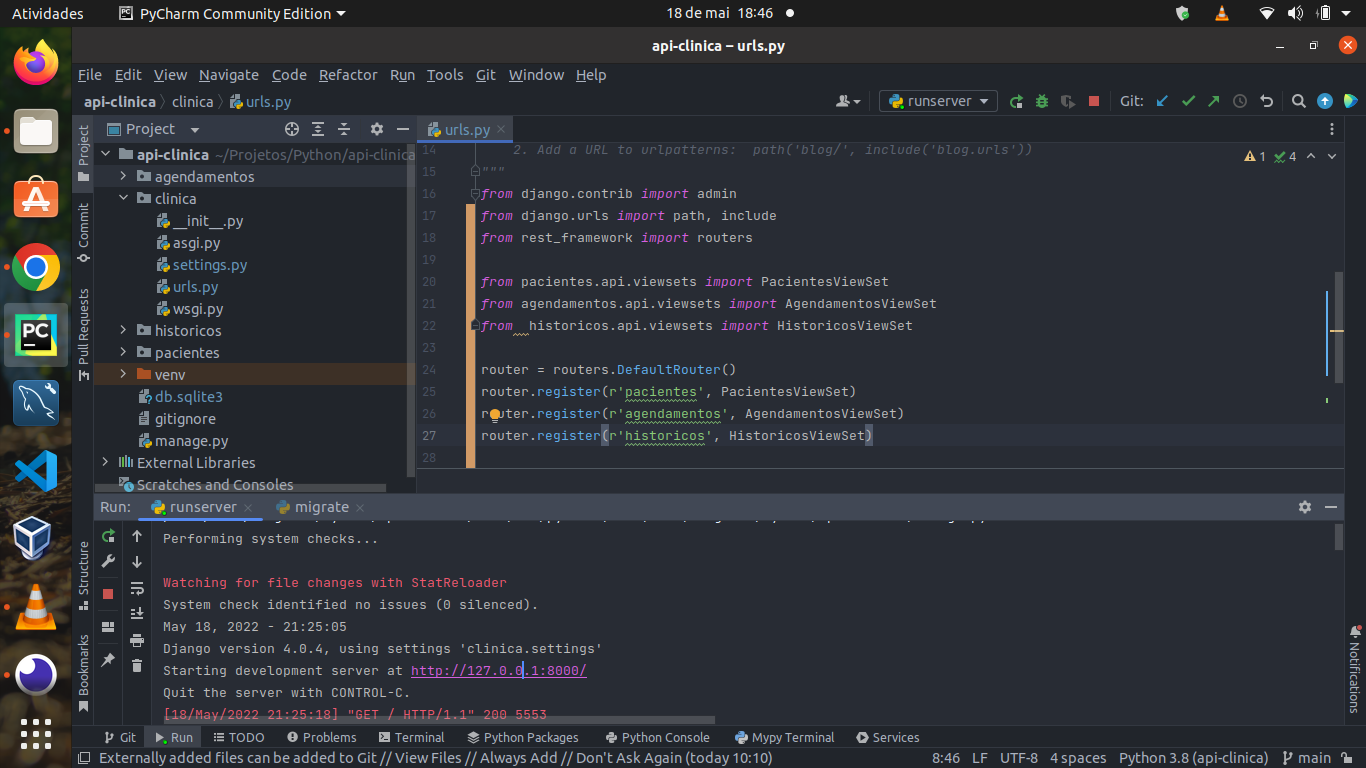 Atividades
PyCharm Community Edition
18 de mai 18:46
api-clinica – urls.py
File Edit View Navigate Code Refactor Run Tools Git Window Help
api-clinica clinica urls.py
runserver
Git:
Project
urls.py
api-clinica ~/Projetos/Python/api-clinica
agendamentos
clinica
__init__.py
asgi.py
settings.py
urls.py
wsgi.py
historicos
pacientes
venv
db.sqlite3
gitignore
manage.py
External Libraries
Scratches and Consoles
Project
Commit
Pull Requests
Structure
Bookmarks
1 4
14 2. Add a URL to urlpatterns:  path('blog/', include('blog.urls'))
15 """
16 from django.contrib import admin
17 from django.urls import path, include
18 from rest_framework import routers
19
20 from pacientes.api.viewsets import PacientesViewSet
21 from agendamentos.api.viewsets import AgendamentosViewSet
22 from  historicos.api.viewsets import HistoricosViewSet
23
24 router = routers.DefaultRouter()
25 router.register(r'pacientes', PacientesViewSet)
26 router.register(r'agendamentos', AgendamentosViewSet)
27 router.register(r'historicos', HistoricosViewSet)
28
Run: runserver migrate
Performing system checks...
Watching for file changes with StatReloader
System check identified no issues (0 silenced).
May 18, 2022 - 21:25:05
Django version 4.0.4, using settings 'clinica.settings'
Starting development server at http://127.0.0.1:8000/
Quit the server with CONTROL-C.
[18/May/2022 21:25:18] "GET / HTTP/1.1" 200 5553
Notifications
Git Run TODO Problems Terminal Python Packages Python Console Mypy Terminal Services
Externally added files can be added to Git // View Files // Always Add // Don't Ask Again (today 10:10)
8:46 LF UTF-8 4 spaces Python 3.8 (api-clinica) main